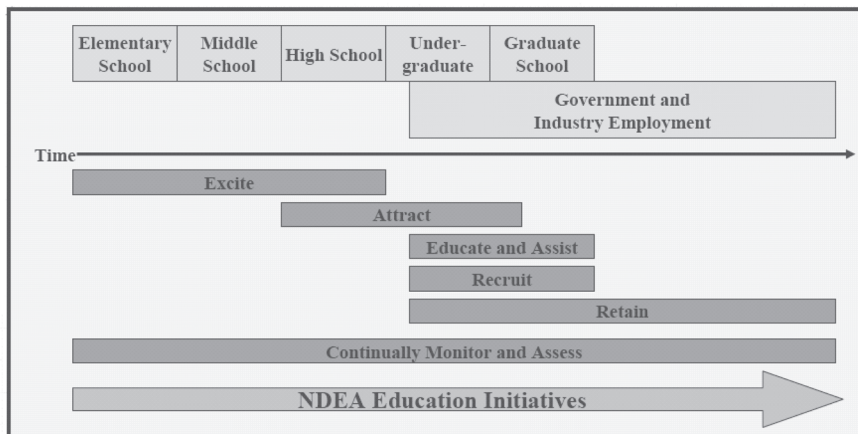 Elementary
School
Middle
School
High School
Under-
graduate
Graduate
School
Government and
Industry Employment
Time
Excite
Attract
Educate and Assist
Recruit
Retain
Continually Monitor and Assess
NDEA Education Initiatives